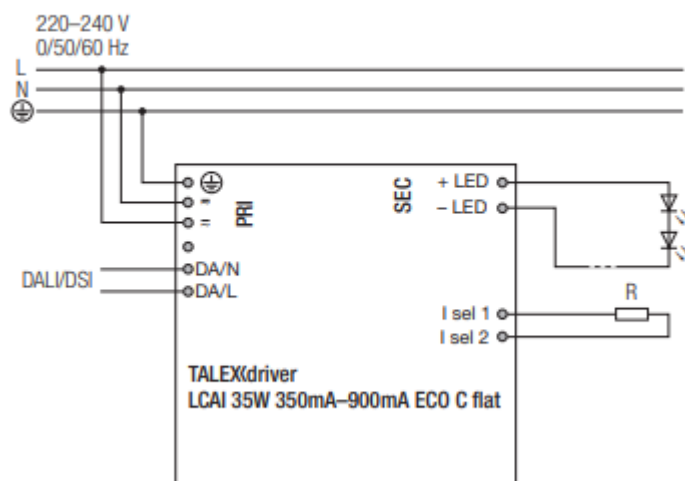 220–240 V
0/50/60 Hz
L
N
PRI
SEC
+ LED
– LED
DALI/DSI
DA/N
DA/L
I sel 1
I sel 2
R
TALEXXdriver
LCAI 35W 350mA–900mA ECO C flat